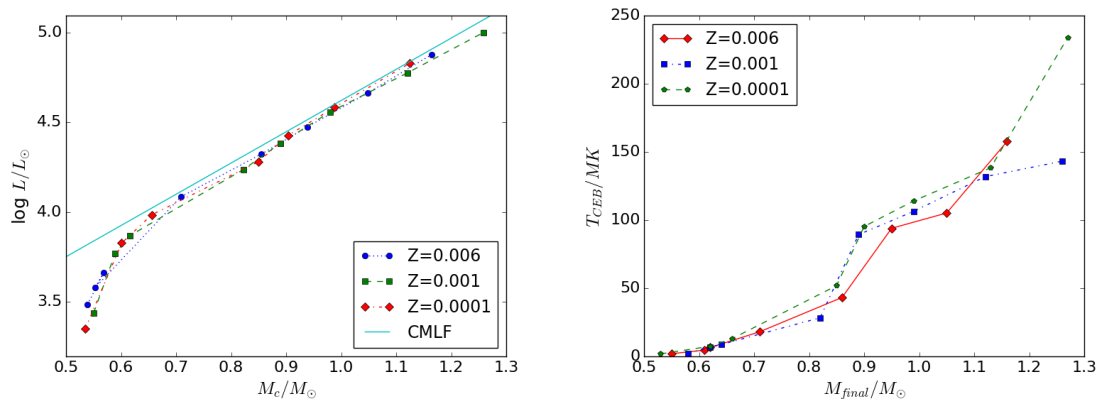 5.0
4.5
4.0
3.5
0.5 0.6 0.7 0.8 0.9 1.0 1.1 1.2 1.3
log L/L⊙
M_c/M⊙
Z=0.006
Z=0.001
Z=0.0001
CMLF
250
200
150
100
50
0
0.5 0.6 0.7 0.8 0.9 1.0 1.1 1.2 1.3
T_CEB/MK
M_final/M⊙
Z=0.006
Z=0.001
Z=0.0001